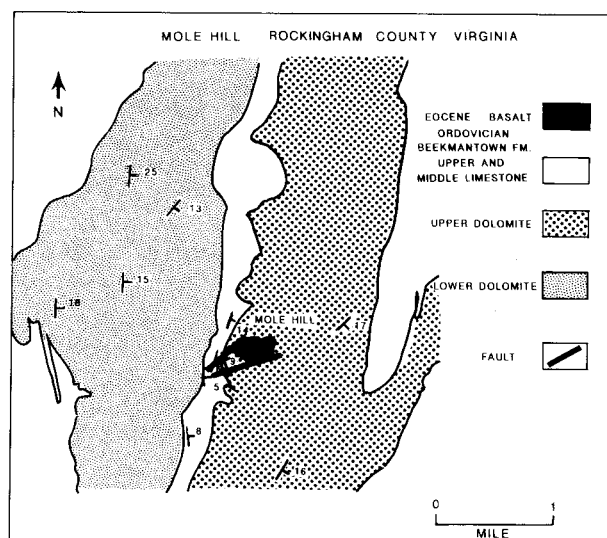 MOLE HILL ROCKINGHAM COUNTY VIRGINIA
N
EOCENE BASALT
ORDOVICIAN
BEEKMANTOWN FM.
UPPER AND
MIDDLE LIMESTONE
UPPER DOLOMITE
LOWER DOLOMITE
FAULT
25
13
15
18
MOLE HILL
17
14
9
5
8
16
0 1
MILE